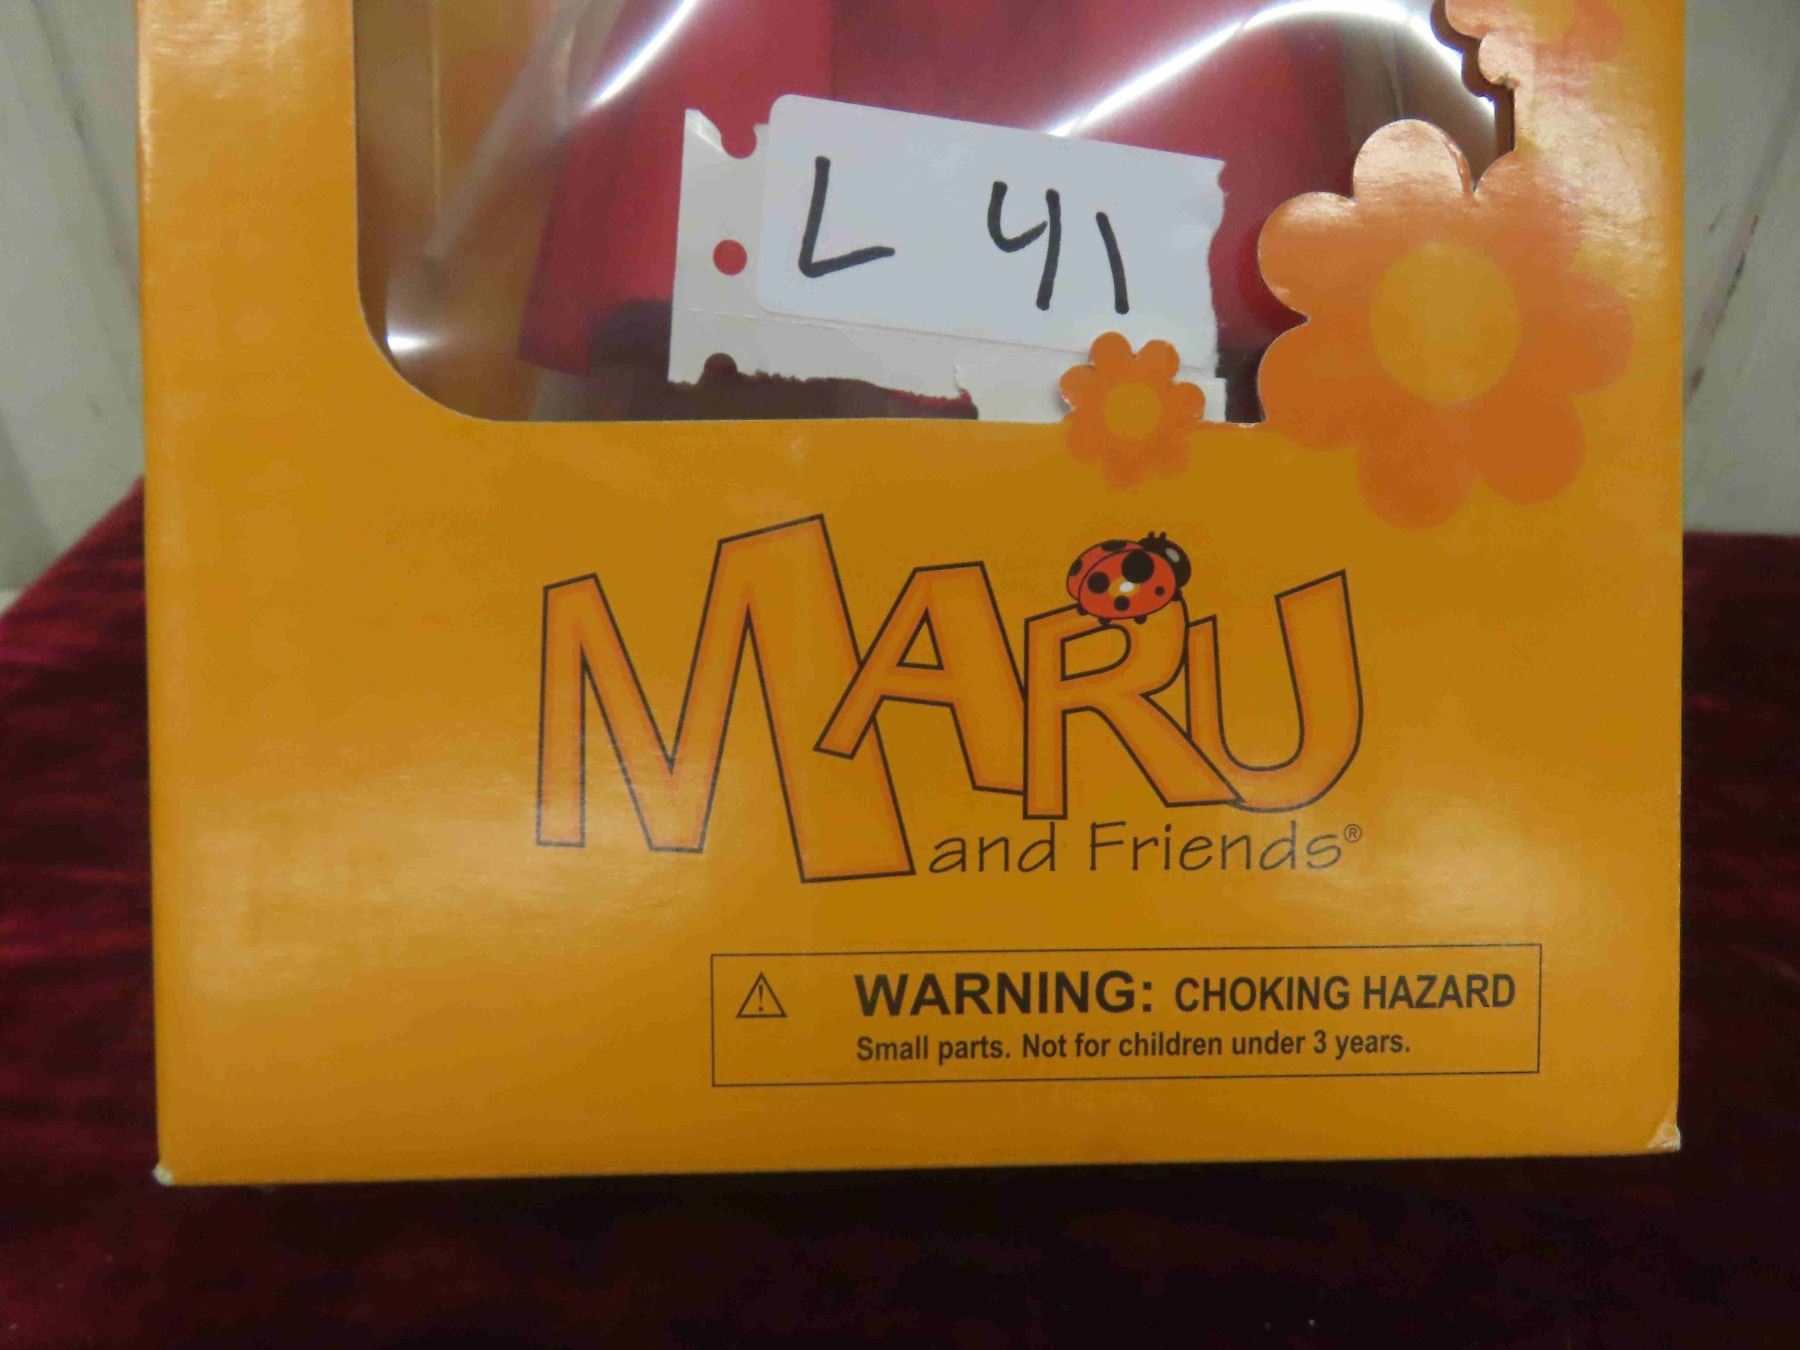 L 41
MARU
and Friends®
WARNING: CHOKING HAZARD
Small parts. Not for children under 3 years.